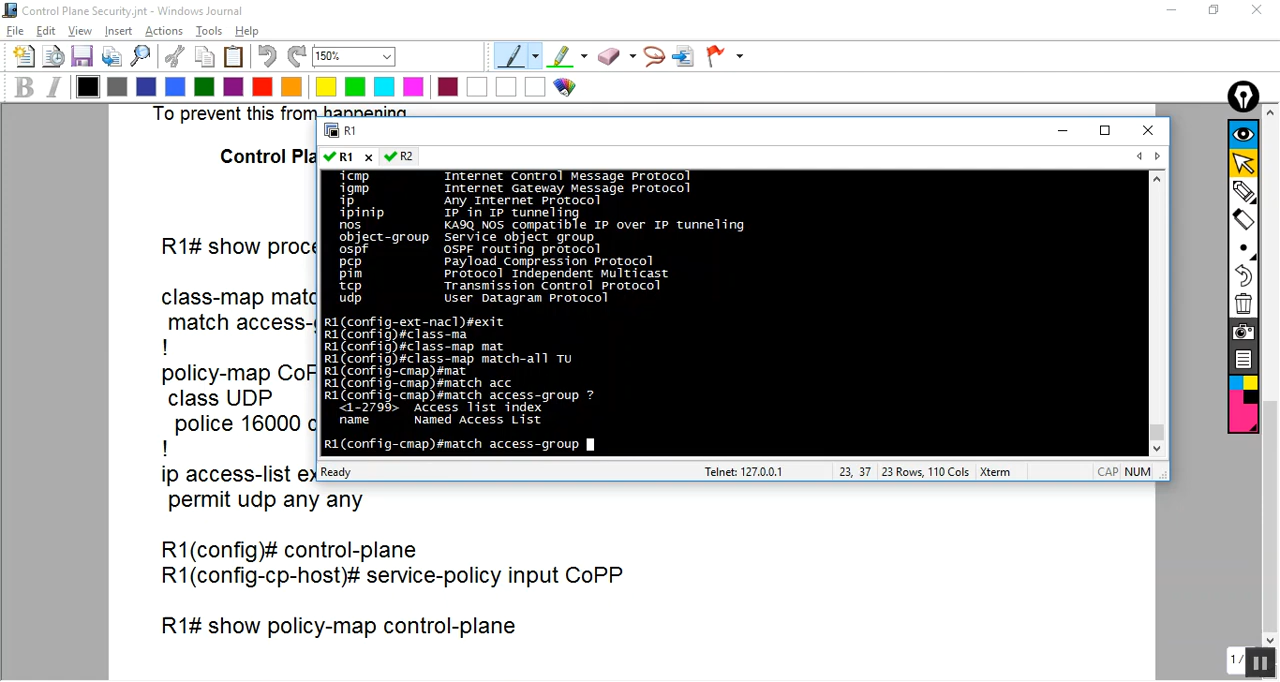 Control Plane Security.jnt - Windows Journal
File Edit View Insert Actions Tools Help
150%
B I
To prevent this from happening
Control Pla
R1# show proce
class-map matc
match access-g
!
policy-map CoP
class UDP
police 16000 c
!
ip access-list ex
permit udp any any
R1(config)# control-plane
R1(config-cp-host)# service-policy input CoPP
R1# show policy-map control-plane
R1
R1 x R2
icmp Internet Control Message Protocol
igmp Internet Gateway Message Protocol
ip Any Internet Protocol
ipinip IP in IP tunneling
nos KA9Q NOS compatible IP over IP tunneling
object-group Service object group
ospf OSPF routing protocol
pcp Payload Compression Protocol
pim Protocol Independent Multicast
tcp Transmission Control Protocol
udp User Datagram Protocol
R1(config-ext-nacl)#exit
R1(config)#class-ma
R1(config)#class-map mat
R1(config)#class-map match-all TU
R1(config-cmap)#mat
R1(config-cmap)#match acc
R1(config-cmap)#match access-group ?
<1-2799> Access list index
name Named Access List
R1(config-cmap)#match access-group
Ready Telnet: 127.0.0.1 23, 37 23 Rows, 110 Cols Xterm CAP NUM
1/